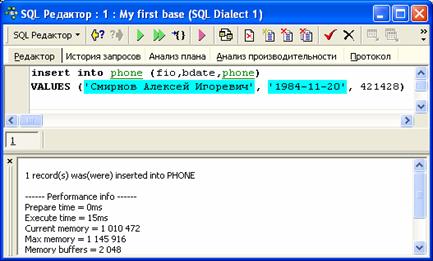 SQL Редактор : 1 : My first base (SQL Dialect 1)
SQL Редактор
Редактор История запросов Анализ плана Анализ производительности Протокол
insert into phone (fio,bdate,phone)
VALUES ('Смирнов Алексей Игоревич', '1984-11-20', 421428)
1
1 record(s) was(were) inserted into PHONE
------ Performance info ------
Prepare time = 0ms
Execute time = 15ms
Current memory = 1 010 472
Max memory = 1 145 916
Memory buffers = 2 048